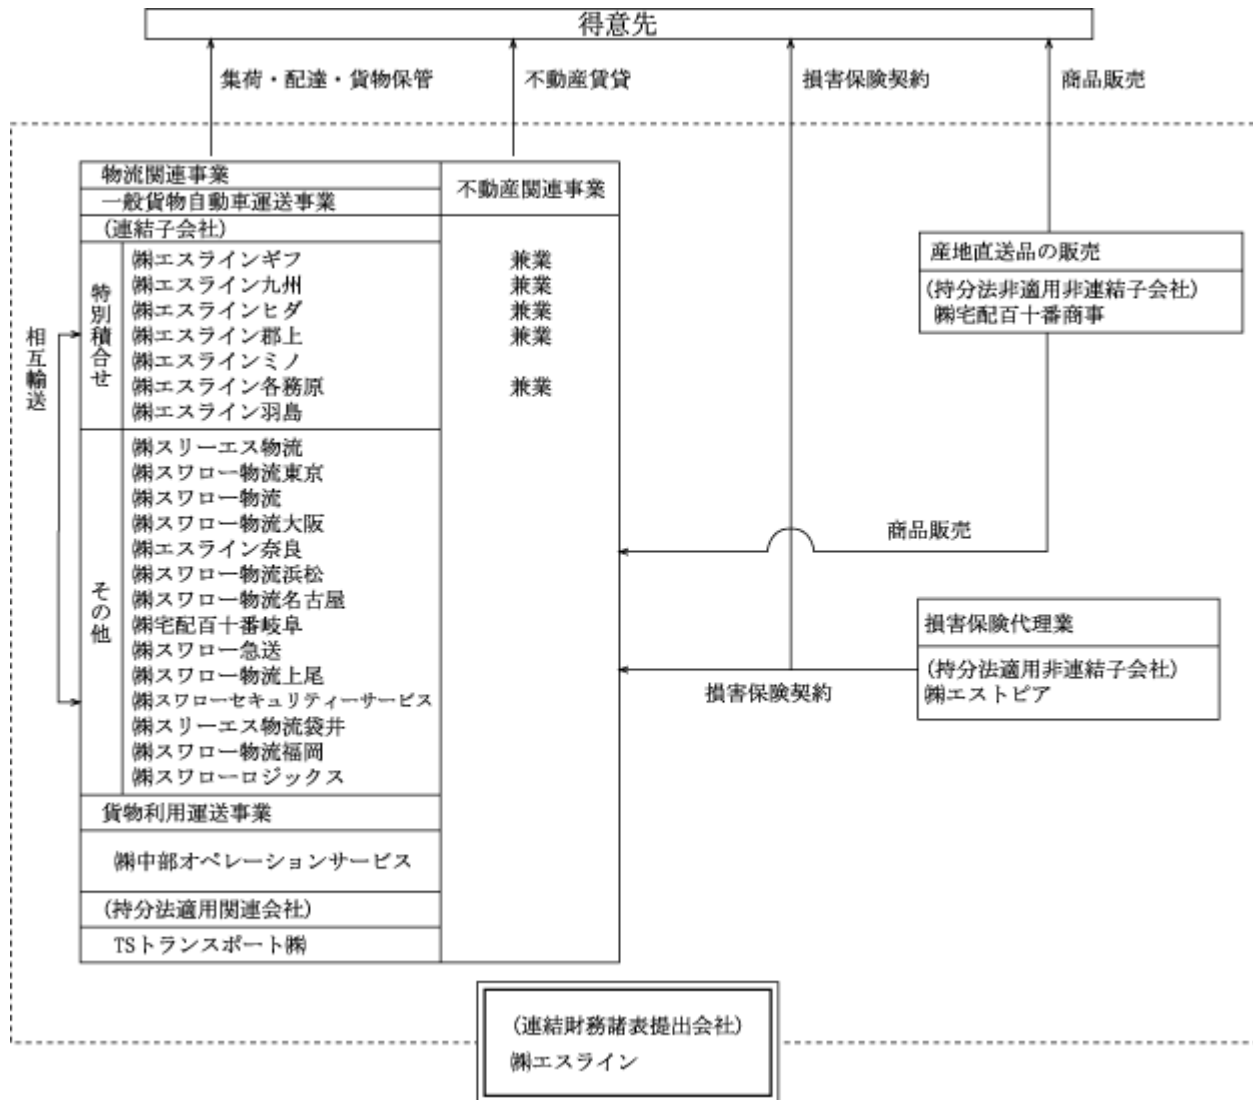 得意先
集荷・配達・貨物保管
不動産賃貸
損害保険契約
商品販売
物流関連事業
不動産関連事業
一般貨物自動車運送事業
(連結子会社)
相互輸送
特別積合せ
㈱エスラインギフ 兼業
㈱エスライン九州 兼業
㈱エスラインヒダ 兼業
㈱エスライン郡上 兼業
㈱エスラインミノ
㈱エスライン各務原 兼業
㈱エスライン羽島
その他
㈱スリーエス物流
㈱スワロー物流東京
㈱スワロー物流
㈱スワロー物流大阪
㈱エスライン奈良
㈱スワロー物流浜松
㈱スワロー物流名古屋
㈱宅配百十番岐阜
㈱スワロー急送
㈱スワロー物流上尾
㈱スワローセキュリティーサービス
㈱スリーエス物流袋井
㈱スワロー物流福岡
㈱スワローロジックス
貨物利用運送事業
㈱中部オペレーションサービス
(持分法適用関連会社)
TSトランスポート㈱
産地直送品の販売
(持分法非適用非連結子会社)
㈱宅配百十番商事
商品販売
損害保険代理業
(持分法適用非連結子会社)
㈱エストピア
損害保険契約
(連結財務諸表提出会社)
㈱エスライン